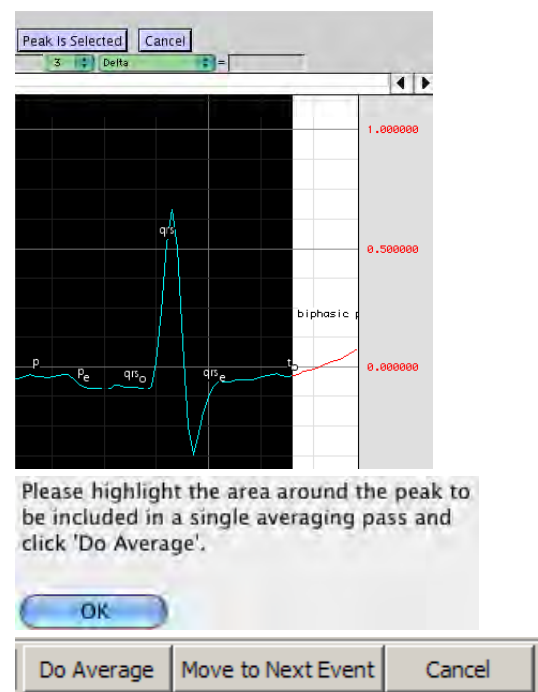 Peak Is Selected Cancel
3 Delta =
1.000000
qrs
0.500000
biphasic p
0.000000
p pe qrso qrse to
Please highlight the area around the peak to
be included in a single averaging pass and
click 'Do Average'.
OK
Do Average Move to Next Event Cancel